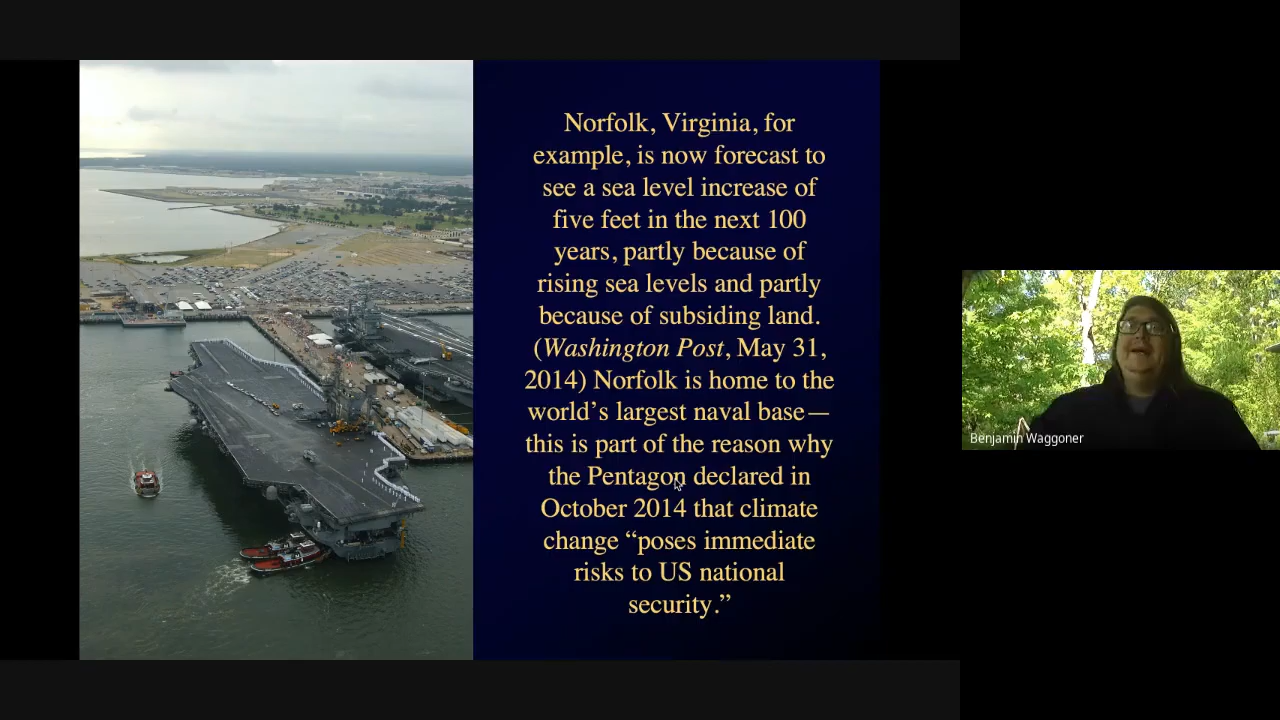 Norfolk, Virginia, for
example, is now forecast to
see a sea level increase of
five feet in the next 100
years, partly because of
rising sea levels and partly
because of subsiding land.
(Washington Post, May 31,
2014) Norfolk is home to the
world’s largest naval base—
this is part of the reason why
the Pentagon declared in
October 2014 that climate
change “poses immediate
risks to US national
security.”
Benjamin Waggoner